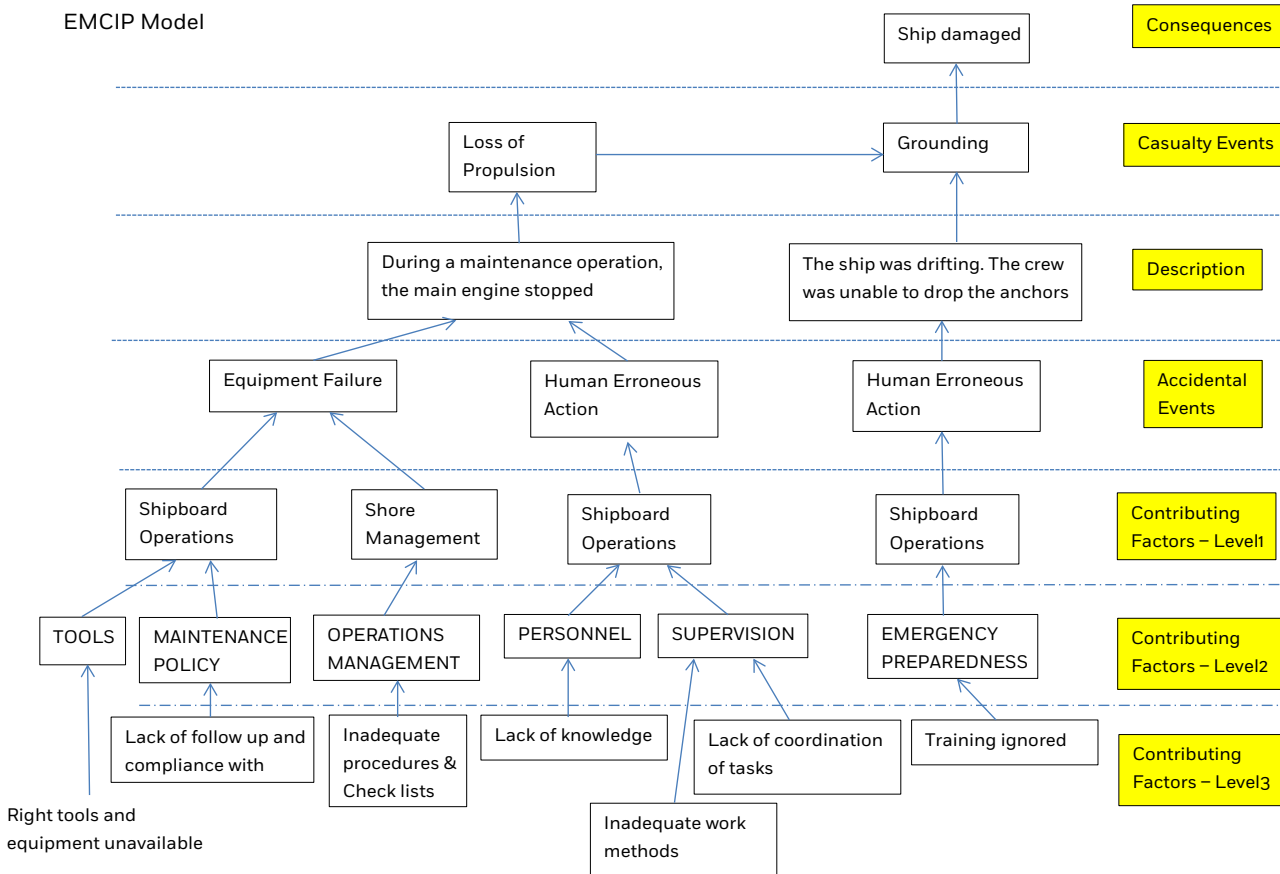 EMCIP Model
Ship damaged
Consequences
Loss of
Propulsion
Grounding
Casualty Events
During a maintenance operation,
the main engine stopped
The ship was drifting. The crew
was unable to drop the anchors
Description
Equipment Failure
Human Erroneous
Action
Human Erroneous
Action
Accidental
Events
Shipboard
Operations
Shore
Management
Shipboard
Operations
Shipboard
Operations
Contributing
Factors – Level1
TOOLS
MAINTENANCE
POLICY
OPERATIONS
MANAGEMENT
PERSONNEL
SUPERVISION
EMERGENCY
PREPAREDNESS
Contributing
Factors – Level2
Lack of follow up and
compliance with
Inadequate
procedures &
Check lists
Lack of knowledge
Lack of coordination
of tasks
Training ignored
Contributing
Factors – Level3
Right tools and
equipment unavailable
Inadequate work
methods